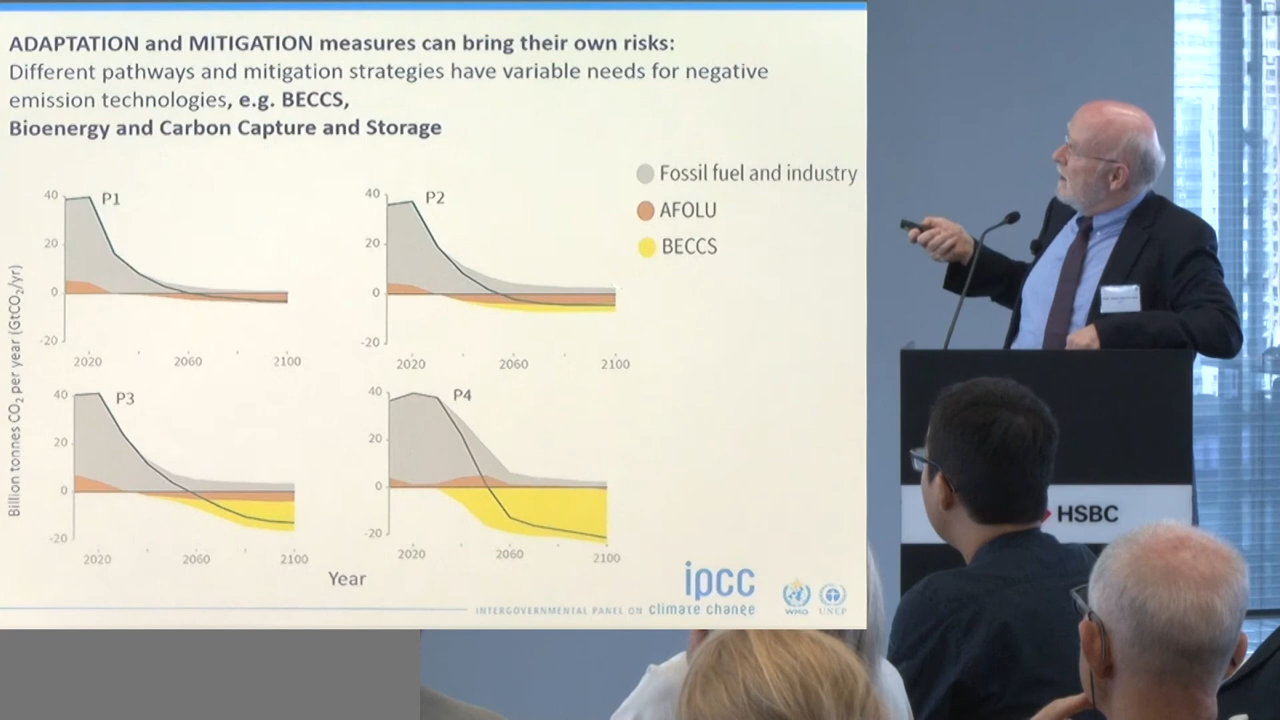 ADAPTATION and MITIGATION measures can bring their own risks:
Different pathways and mitigation strategies have variable needs for negative
emission technologies, e.g. BECCS,
Bioenergy and Carbon Capture and Storage
Fossil fuel and industry
AFOLU
BECCS
Billion tonnes CO₂ per year (GtCO₂/yr)
P1
40
20
0
-20
2020 2060 2100
P2
40
20
0
-20
2020 2060 2100
P3
40
20
0
-20
2020 2060 2100
P4
40
20
0
-20
2020 2060 2100
Year
ipcc
INTERGOVERNMENTAL PANEL ON climate change
WMO UNEP
HSBC